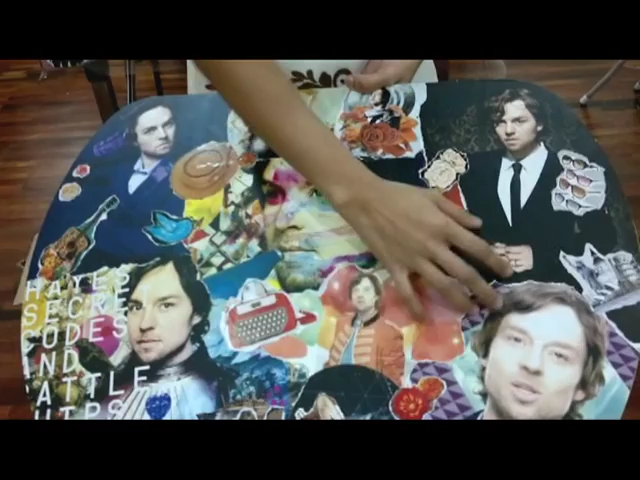 HAYES
SECRE
CODES
AND
ATTLE